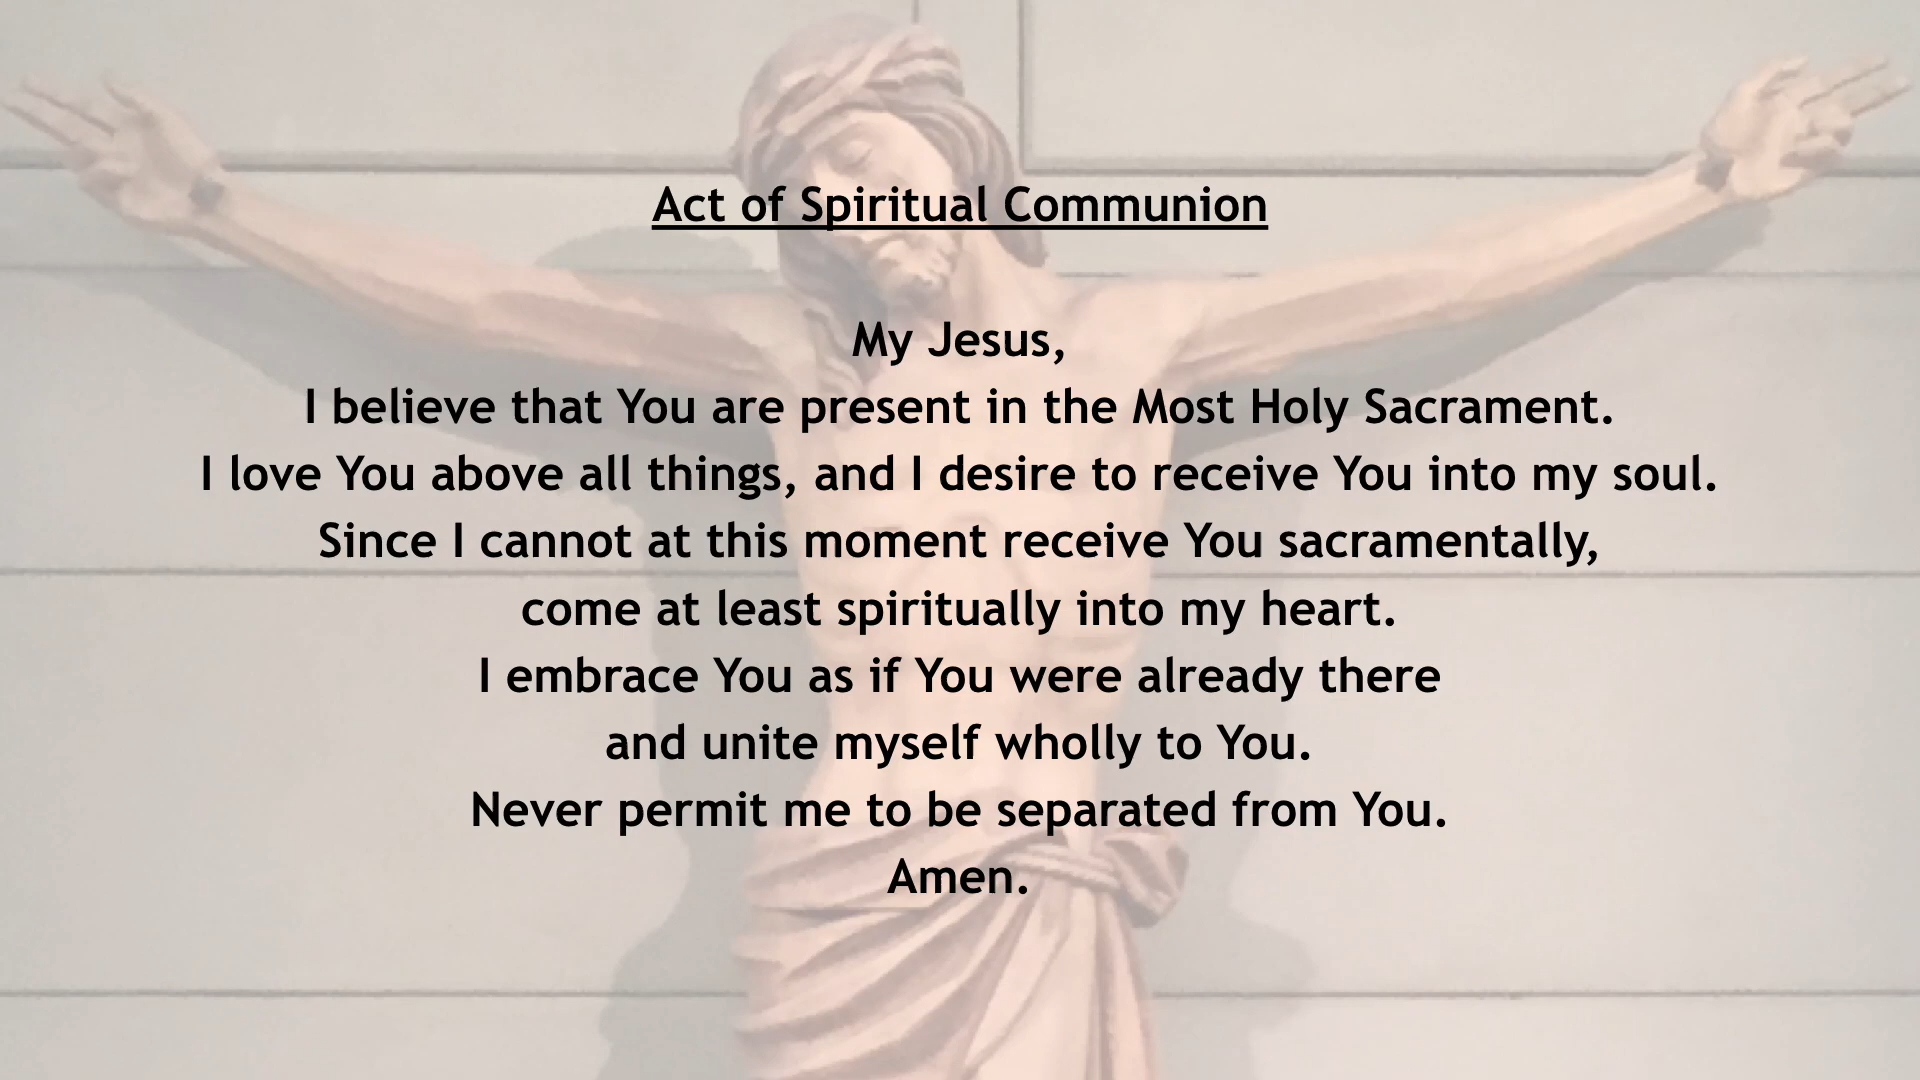 Act of Spiritual Communion
My Jesus,
I believe that You are present in the Most Holy Sacrament.
I love You above all things, and I desire to receive You into my soul.
Since I cannot at this moment receive You sacramentally,
come at least spiritually into my heart.
I embrace You as if You were already there
and unite myself wholly to You.
Never permit me to be separated from You.
Amen.